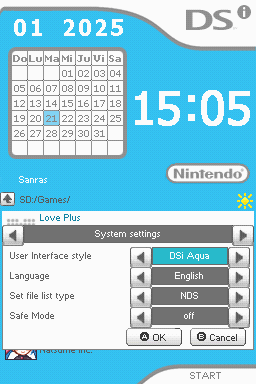 01 2025
DSi
Do Lu Ma Mi Ju Vi Sa
01 02 03 04
05 06 07 08 09 10 11
12 13 14 15 16 17 18
19 20 21 22 23 24 25
26 27 28 29 30 31
15:05
Nintendo
Sanras
SD:/Games/
Love Plus
System settings
User Interface style DSi Aqua
Language English
Set file list type NDS
Safe Mode off
A OK B Cancel
Natsume Inc.
START